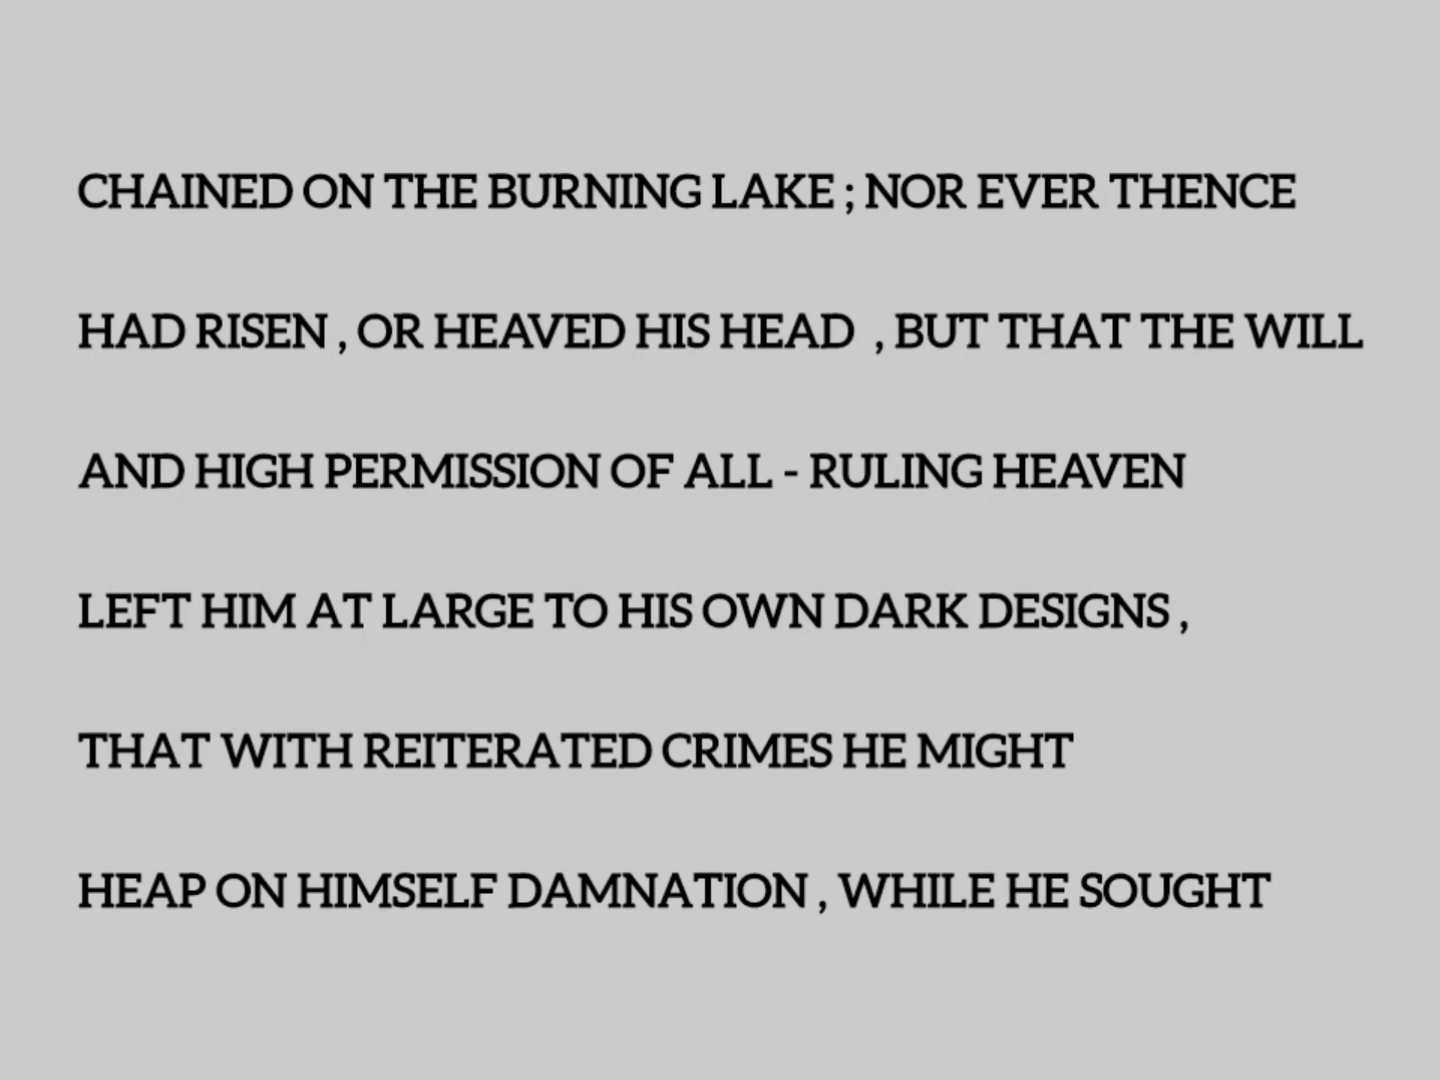 CHAINED ON THE BURNING LAKE ; NOR EVER THENCE
HAD RISEN , OR HEAVED HIS HEAD , BUT THAT THE WILL
AND HIGH PERMISSION OF ALL - RULING HEAVEN
LEFT HIM AT LARGE TO HIS OWN DARK DESIGNS ,
THAT WITH REITERATED CRIMES HE MIGHT
HEAP ON HIMSELF DAMNATION , WHILE HE SOUGHT